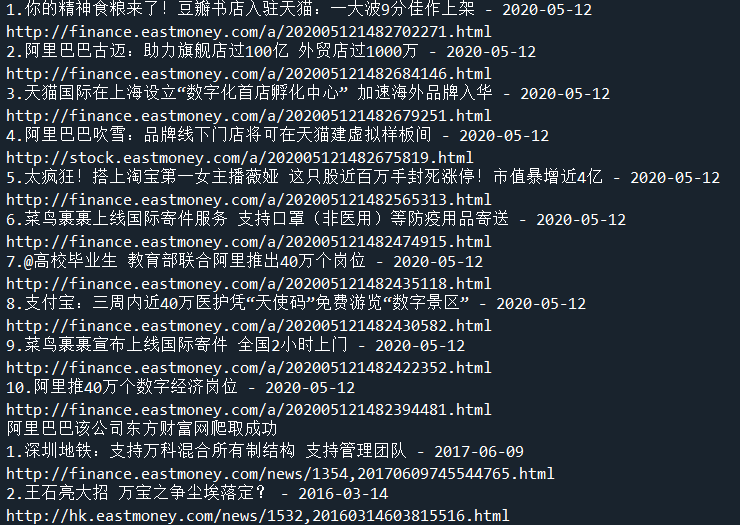 1.你的精神食粮来了！豆瓣书店入驻天猫：一大波9分佳作上架 - 2020-05-12
http://finance.eastmoney.com/a/202005121482702271.html
2.阿里巴巴古迈：助力旗舰店过100亿 外贸店过1000万 - 2020-05-12
http://finance.eastmoney.com/a/202005121482684146.html
3.天猫国际在上海设立“数字化首店孵化中心” 加速海外品牌入华 - 2020-05-12
http://finance.eastmoney.com/a/202005121482679251.html
4.阿里巴巴吹雪：品牌线下门店将可在天猫建虚拟样板间 - 2020-05-12
http://stock.eastmoney.com/a/202005121482675819.html
5.太疯狂！搭上淘宝第一女主播薇娅 这只股近百万手封死涨停！市值暴增近4亿 - 2020-05-12
http://finance.eastmoney.com/a/202005121482565313.html
6.菜鸟裹裹上线国际寄件服务 支持口罩（非医用）等防疫用品寄送 - 2020-05-12
http://finance.eastmoney.com/a/202005121482474915.html
7.@高校毕业生 教育部联合阿里推出40万个岗位 - 2020-05-12
http://finance.eastmoney.com/a/202005121482435118.html
8.支付宝：三周内近40万医护凭“天使码”免费游览“数字景区” - 2020-05-12
http://finance.eastmoney.com/a/202005121482430582.html
9.菜鸟裹裹宣布上线国际寄件 全国2小时上门 - 2020-05-12
http://finance.eastmoney.com/a/202005121482422352.html
10.阿里推40万个数字经济岗位 - 2020-05-12
http://finance.eastmoney.com/a/202005121482394481.html
阿里巴巴该公司东方财富网爬取成功
1.深圳地铁：支持万科混合所有制结构 支持管理团队 - 2017-06-09
http://finance.eastmoney.com/news/1354,20170609745544765.html
2.王石亮大招 万宝之争尘埃落定？ - 2016-03-14
http://hk.eastmoney.com/news/1532,20160314603815516.html